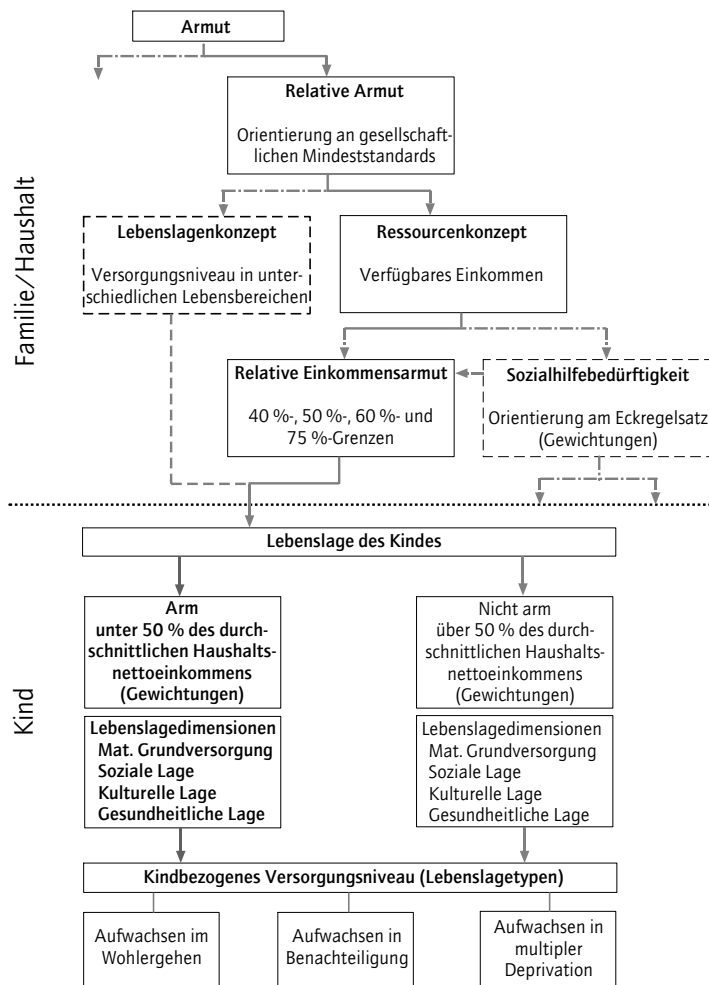 Armut
Relative Armut
Orientierung an gesellschaft-
lichen Mindeststandards
Familie/Haushalt
Lebenslagenkonzept
Versorgungsniveau in unter-
schiedlichen Lebensbereichen
Ressourcenkonzept
Verfügbares Einkommen
Relative Einkommensarmut
40 %-, 50 %-, 60 %- und
75 %-Grenzen
Sozialhilfebedürftigkeit
Orientierung am Eckregelsatz
(Gewichtungen)
Kind
Lebenslage des Kindes
Arm
unter 50 % des durch-
schnittlichen Haushalts-
nettoeinkommens
(Gewichtungen)
Nicht arm
über 50 % des durch-
schnittlichen Haushalts-
nettoeinkommens
(Gewichtungen)
Lebenslagedimensionen
Mat. Grundversorgung
Soziale Lage
Kulturelle Lage
Gesundheitliche Lage
Lebenslagedimensionen
Mat. Grundversorgung
Soziale Lage
Kulturelle Lage
Gesundheitliche Lage
Kindbezogenes Versorgungsniveau (Lebenslagetypen)
Aufwachsen im
Wohlergehen
Aufwachsen in
Benachteiligung
Aufwachsen in
multipler
Deprivation